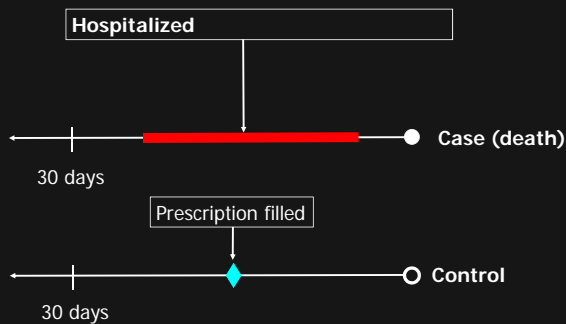 Hospitalized
Case (death)
30 days
Prescription filled
Control
30 days